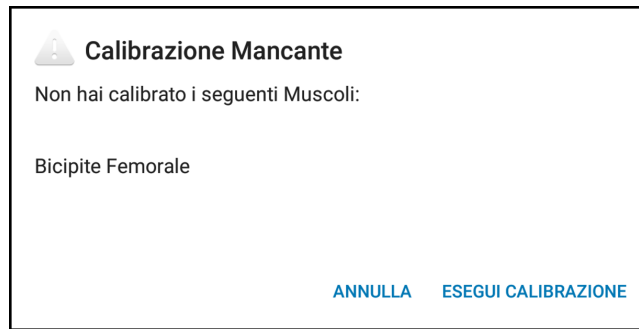 Calibrazione Mancante
Non hai calibrato i seguenti Muscoli:
Bicipite Femorale
ANNULLA ESEGUI CALIBRAZIONE